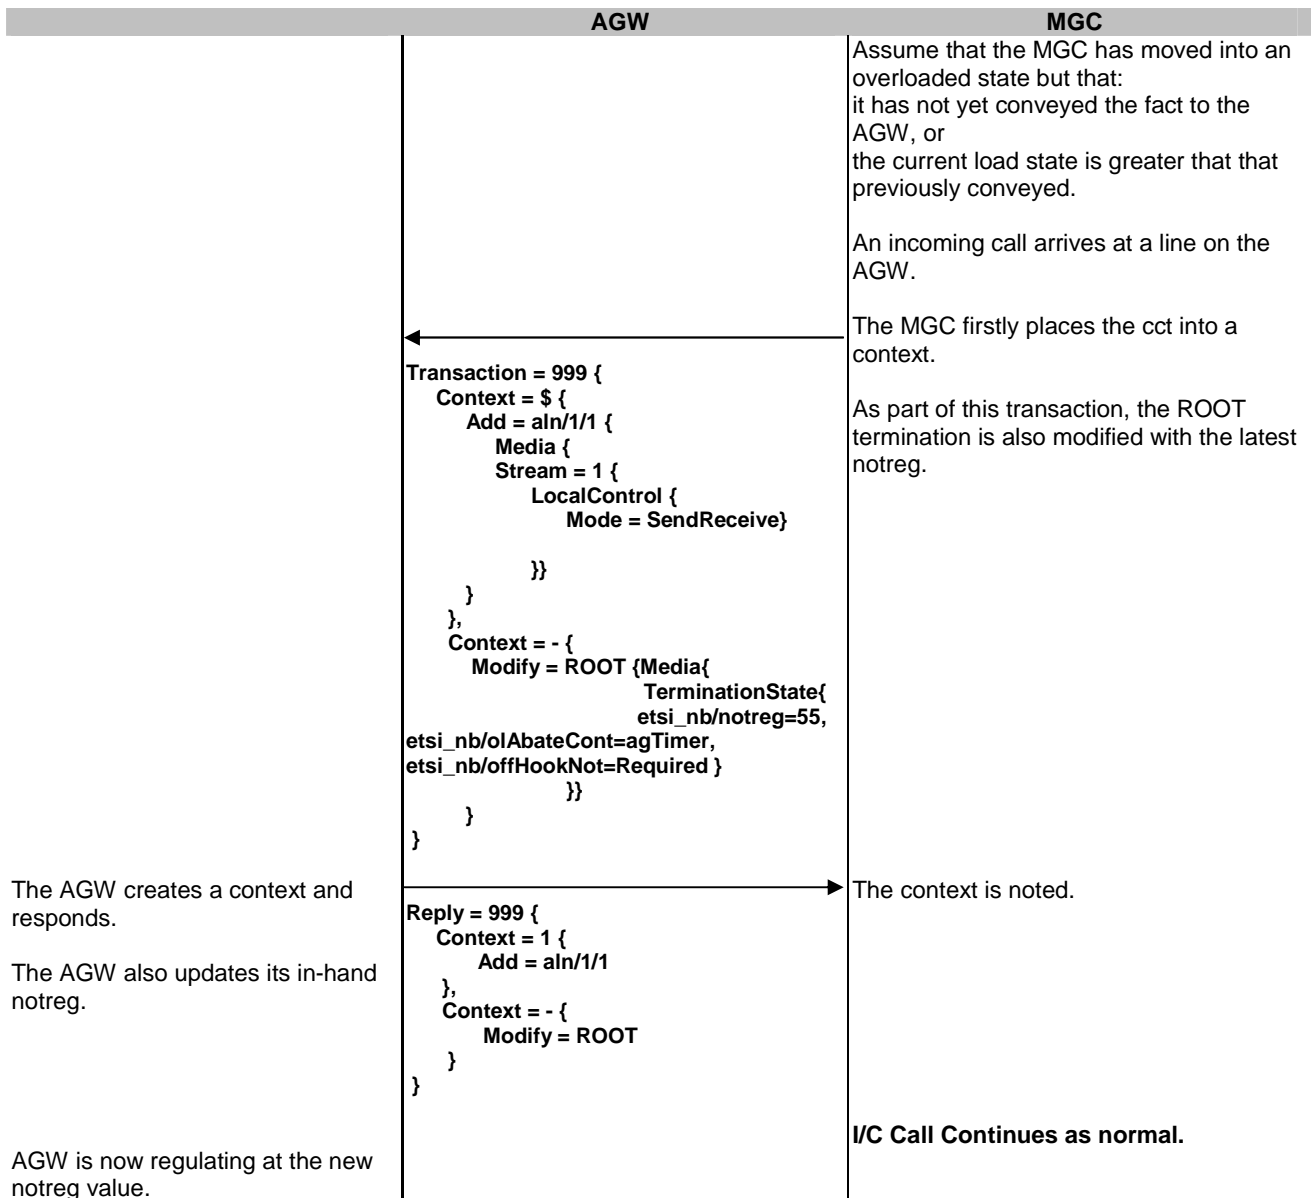 AGW MGC
Assume that the MGC has moved into an
overloaded state but that:
it has not yet conveyed the fact to the
AGW, or
the current load state is greater that that
previously conveyed.
An incoming call arrives at a line on the
AGW.
The MGC firstly places the cct into a
context.
As part of this transaction, the ROOT
termination is also modified with the latest
notreg.
Transaction = 999 {
Context = $ {
Add = aln/1/1 {
Media {
Stream = 1 {
LocalControl {
Mode = SendReceive}
}}
}
},
Context = - {
Modify = ROOT {Media{
TerminationState{
etsi_nb/notreg=55,
etsi_nb/olAbateCont=agTimer,
etsi_nb/offHookNot=Required }
}}
}
}
The AGW creates a context and
responds.
The AGW also updates its in-hand
notreg.
The context is noted.
Reply = 999 {
Context = 1 {
Add = aln/1/1
},
Context = - {
Modify = ROOT
}
}
I/C Call Continues as normal.
AGW is now regulating at the new
notreg value.